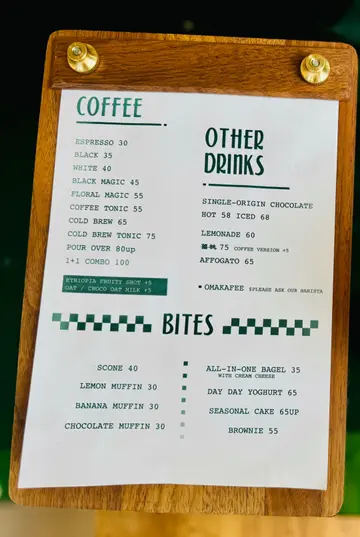 COFFEE
ESPRESSO 30
BLACK 35
WHITE 40
BLACK MAGIC 45
FLORAL MAGIC 55
COFFEE TONIC 55
COLD BREW 65
COLD BREW TONIC 75
POUR OVER 80up
1+1 COMBO 100
ETHIOPIA FRUITY SHOT +5
OAT / CHOCO OAT MILK +5
OTHER
DRINKS
SINGLE-ORIGIN CHOCOLATE
HOT 58 ICED 68
LEMONADE 60
75 COFFEE VERSION +5
AFFOGATO 65
OMAKAFEE $PLEASE ASK OUR BARISTA
BITES
SCONE 40
LEMON MUFFIN 30
BANANA MUFFIN 30
CHOCOLATE MUFFIN 30
ALL-IN-ONE BAGEL 35
WITH CREAM CHEESE
DAY DAY YOGHURT 65
SEASONAL CAKE 65UP
BROWNIE 55